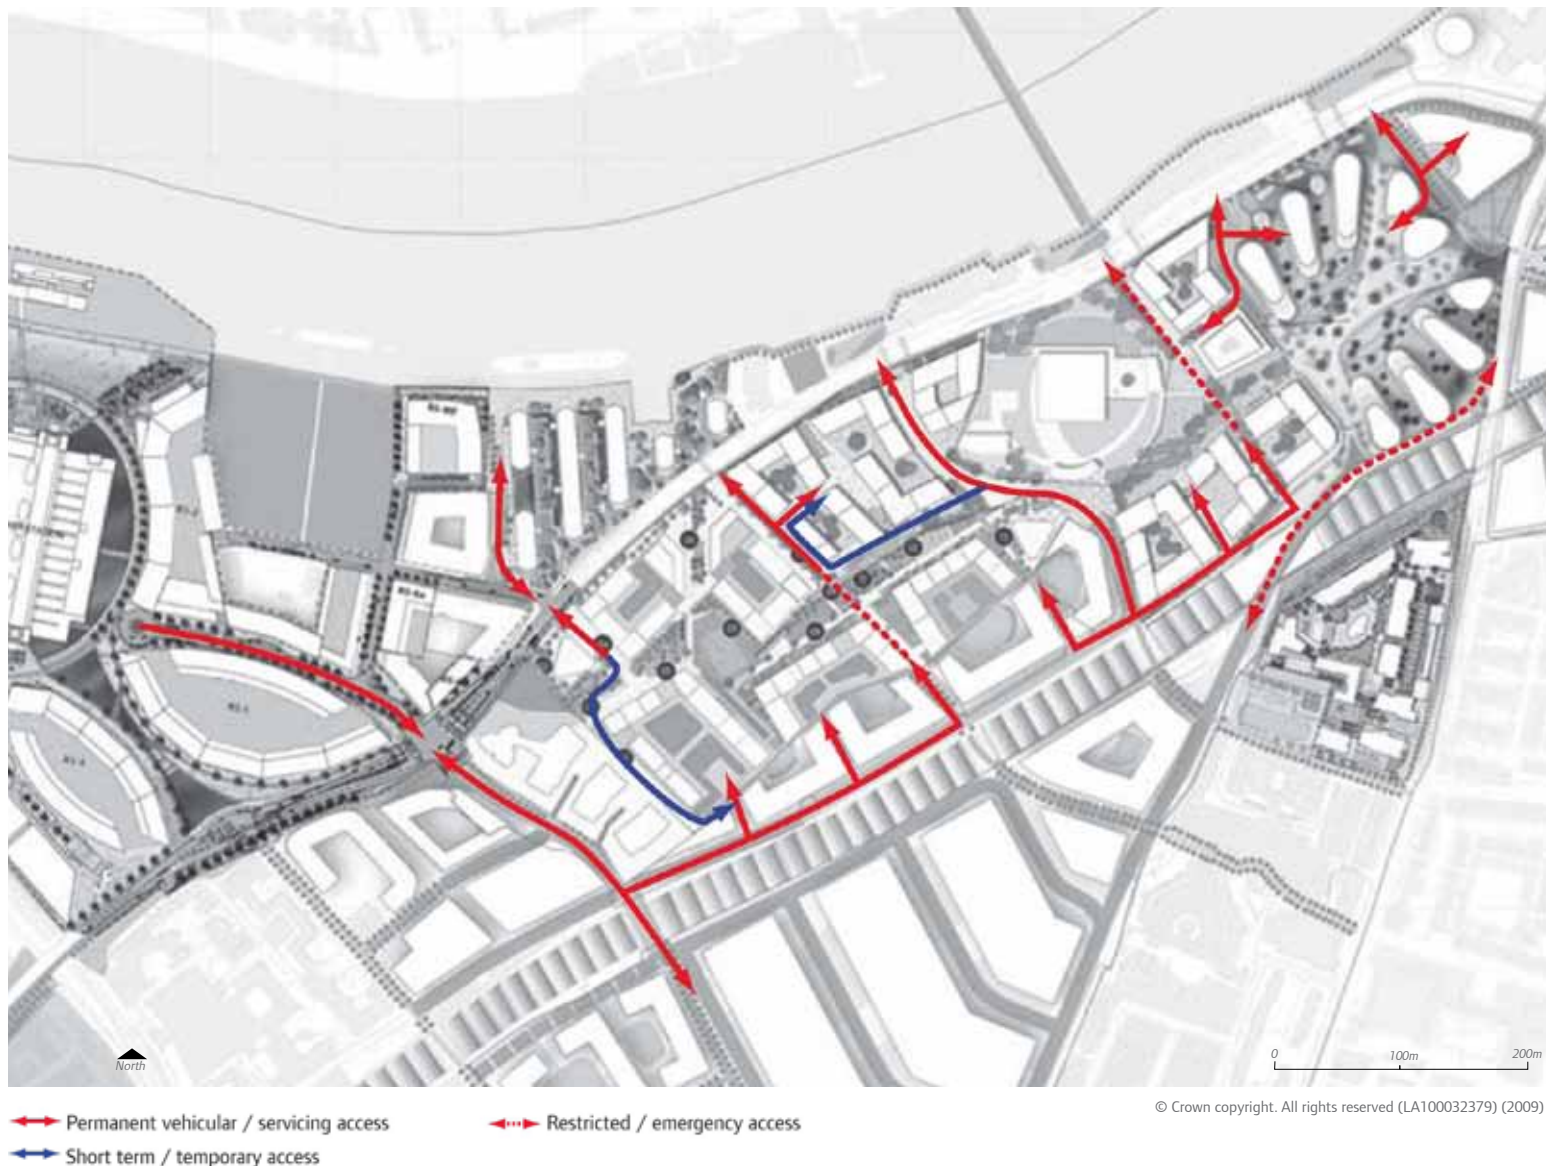 North
0 100m 200m
© Crown copyright. All rights reserved (LA100032379) (2009)
Permanent vehicular / servicing access
Restricted / emergency access
Short term / temporary access